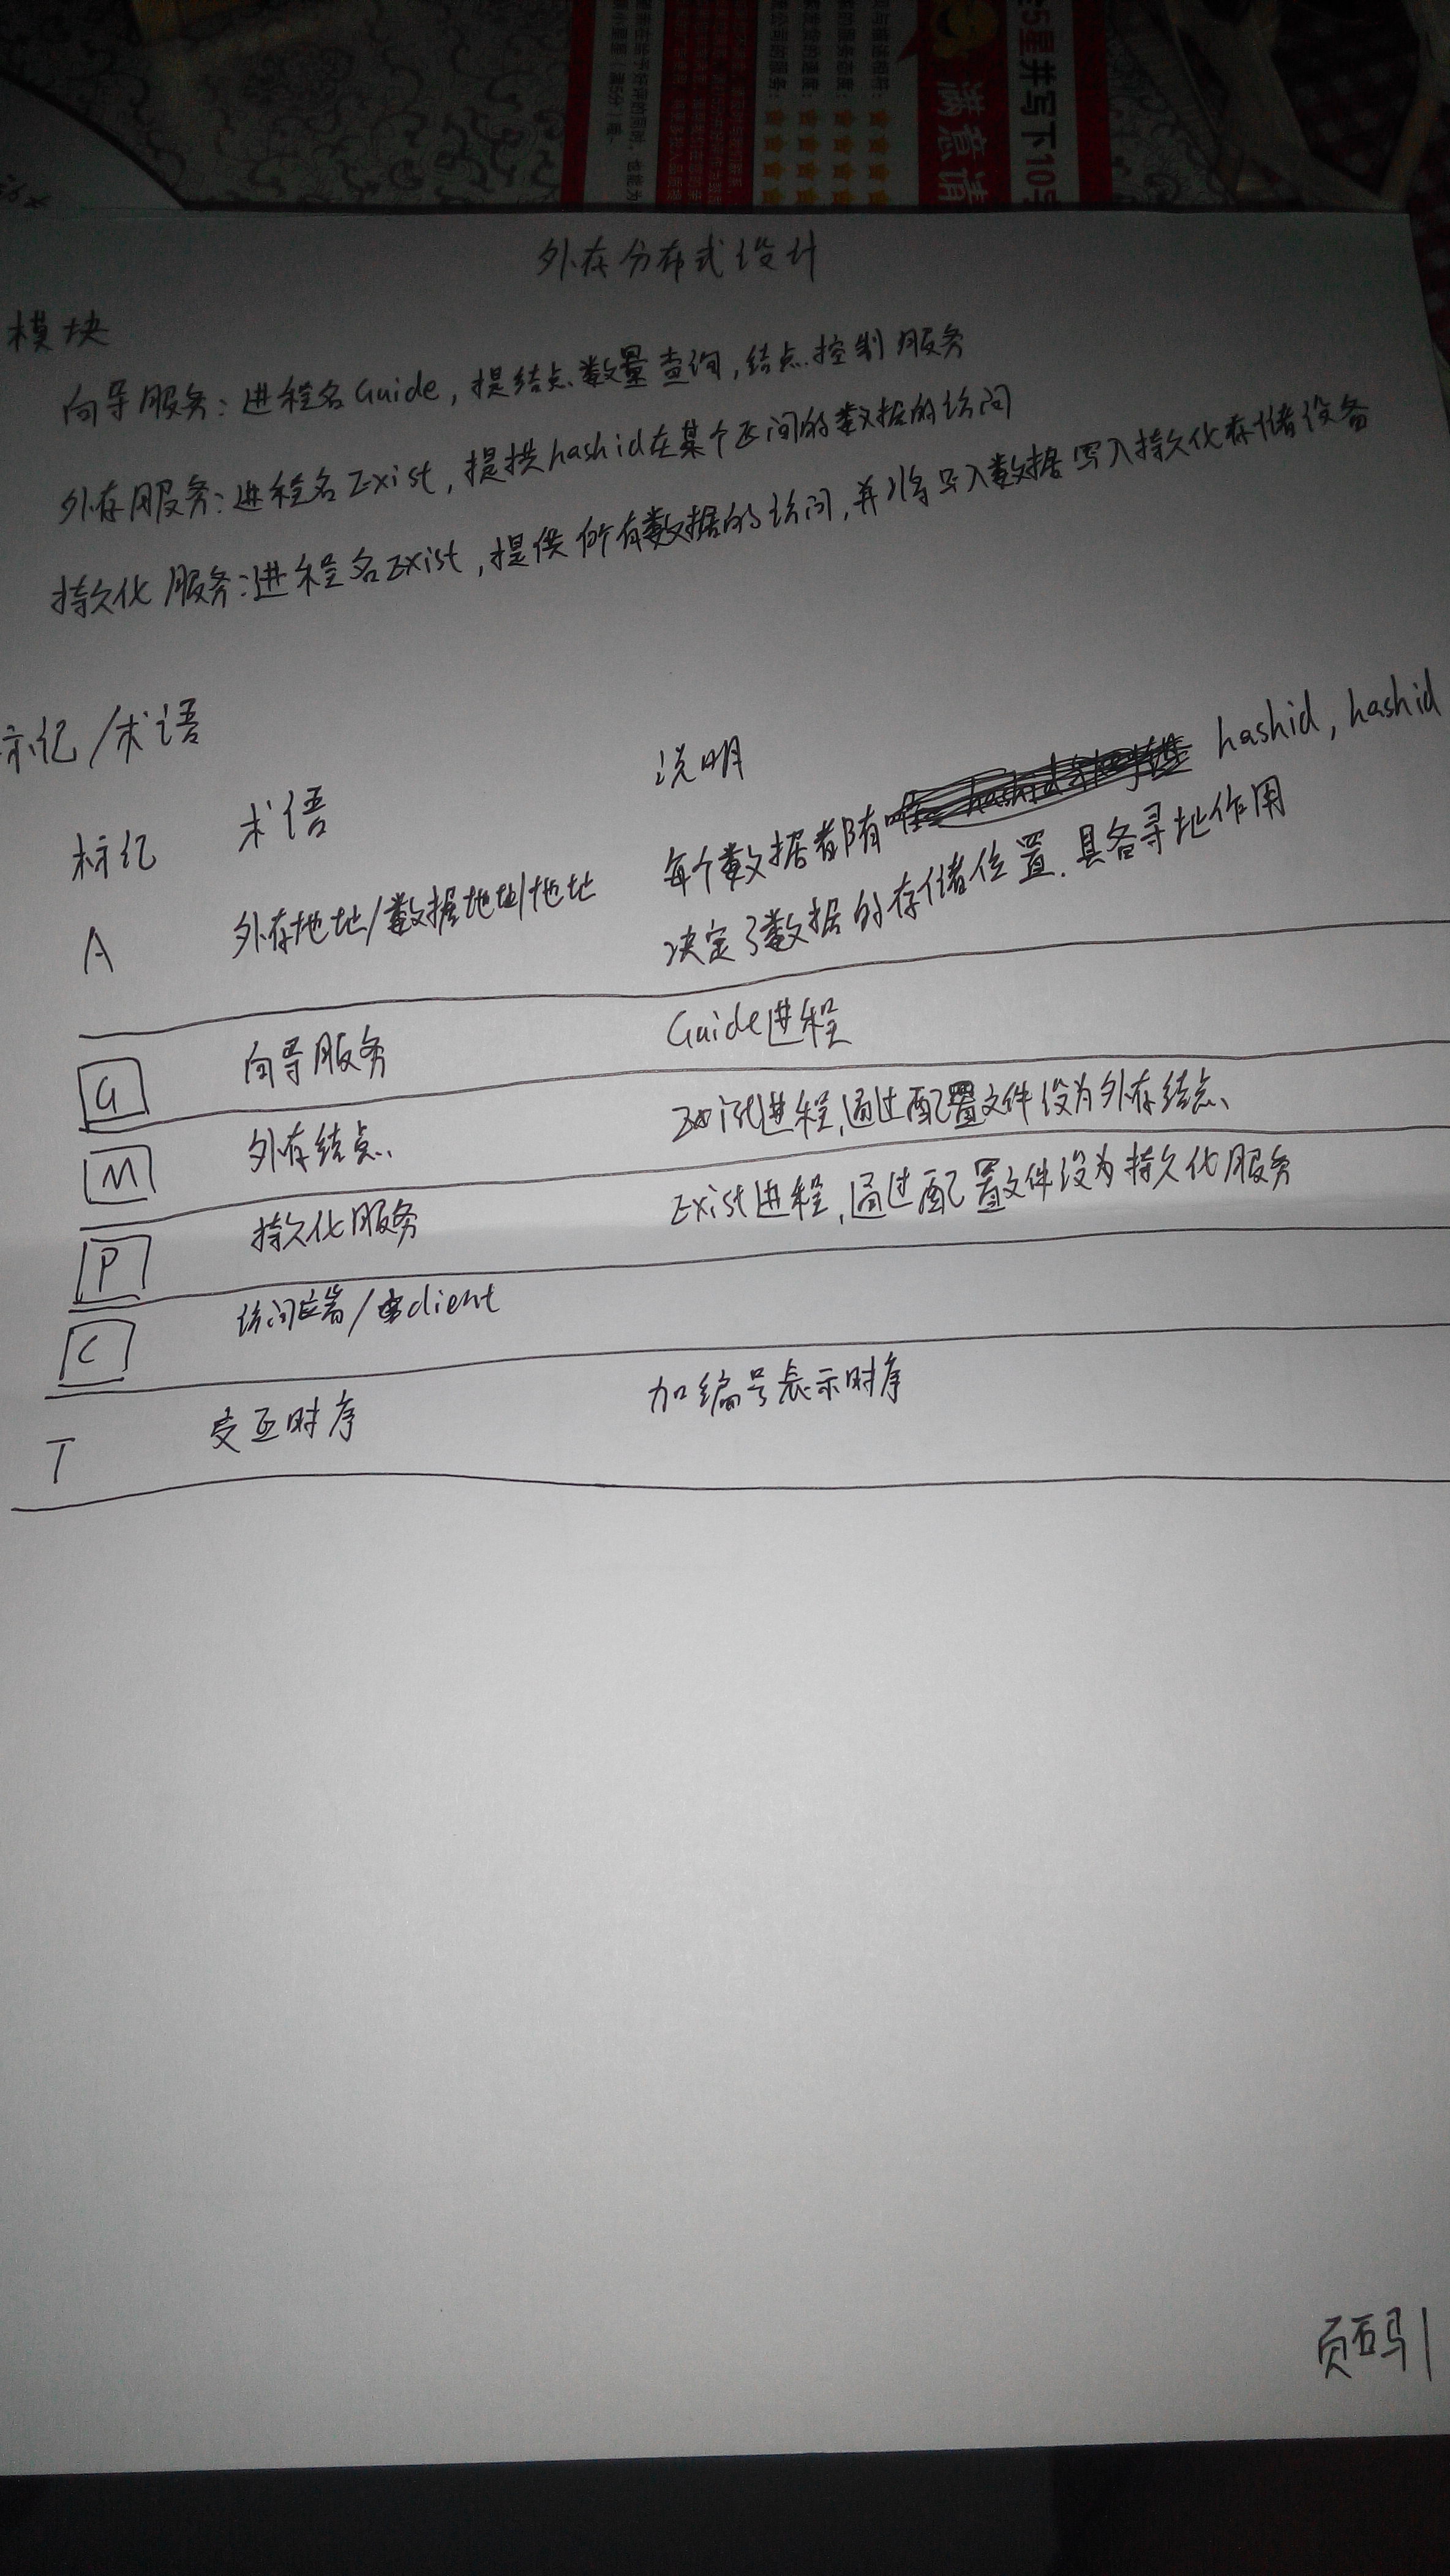 外存分布式设计
模块
向导服务:进程名Guide,提结点数量查询,结点控制服务
外存服务:进程名Exist,提拱hashid在某个区间的数据的访问
持久化服务:进程名Exist,提供所有数据的访问,并将写入数据写入持久化存储设备
标记/术语
标记 术语 说明
每个数据都有 hashid, hashid
A 外存地址/数据地址/地址 决定了数据的存储位置.具备寻址作用
G 向导服务 Guide进程
M 外存结点 Exist进程,通过配置文件设为外存结点
P 持久化服务 Exist进程,通过配置文件设为持久化服务
C 访问端/client
T 交互时序 加编号表示时序
页码1
5星并写下10字
满意请